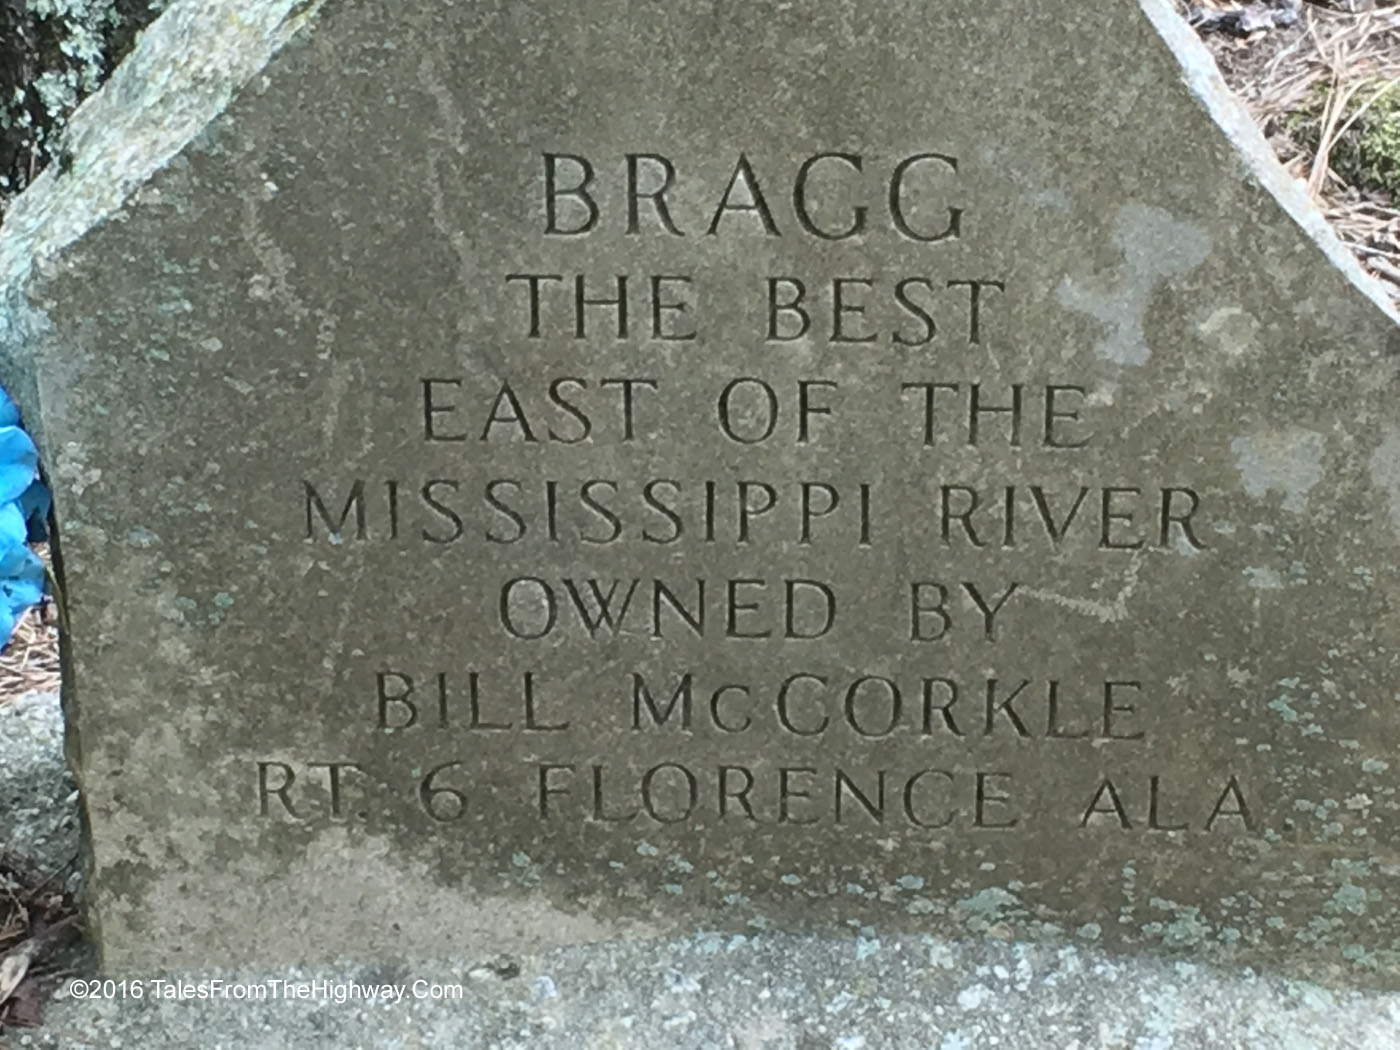 BRAGG
THE BEST
EAST OF THE
MISSISSIPPI RIVER
OWNED BY
BILL McCORKLE
RT. 6 FLORENCE ALA.
©2016 TalesFromTheHighway.Com